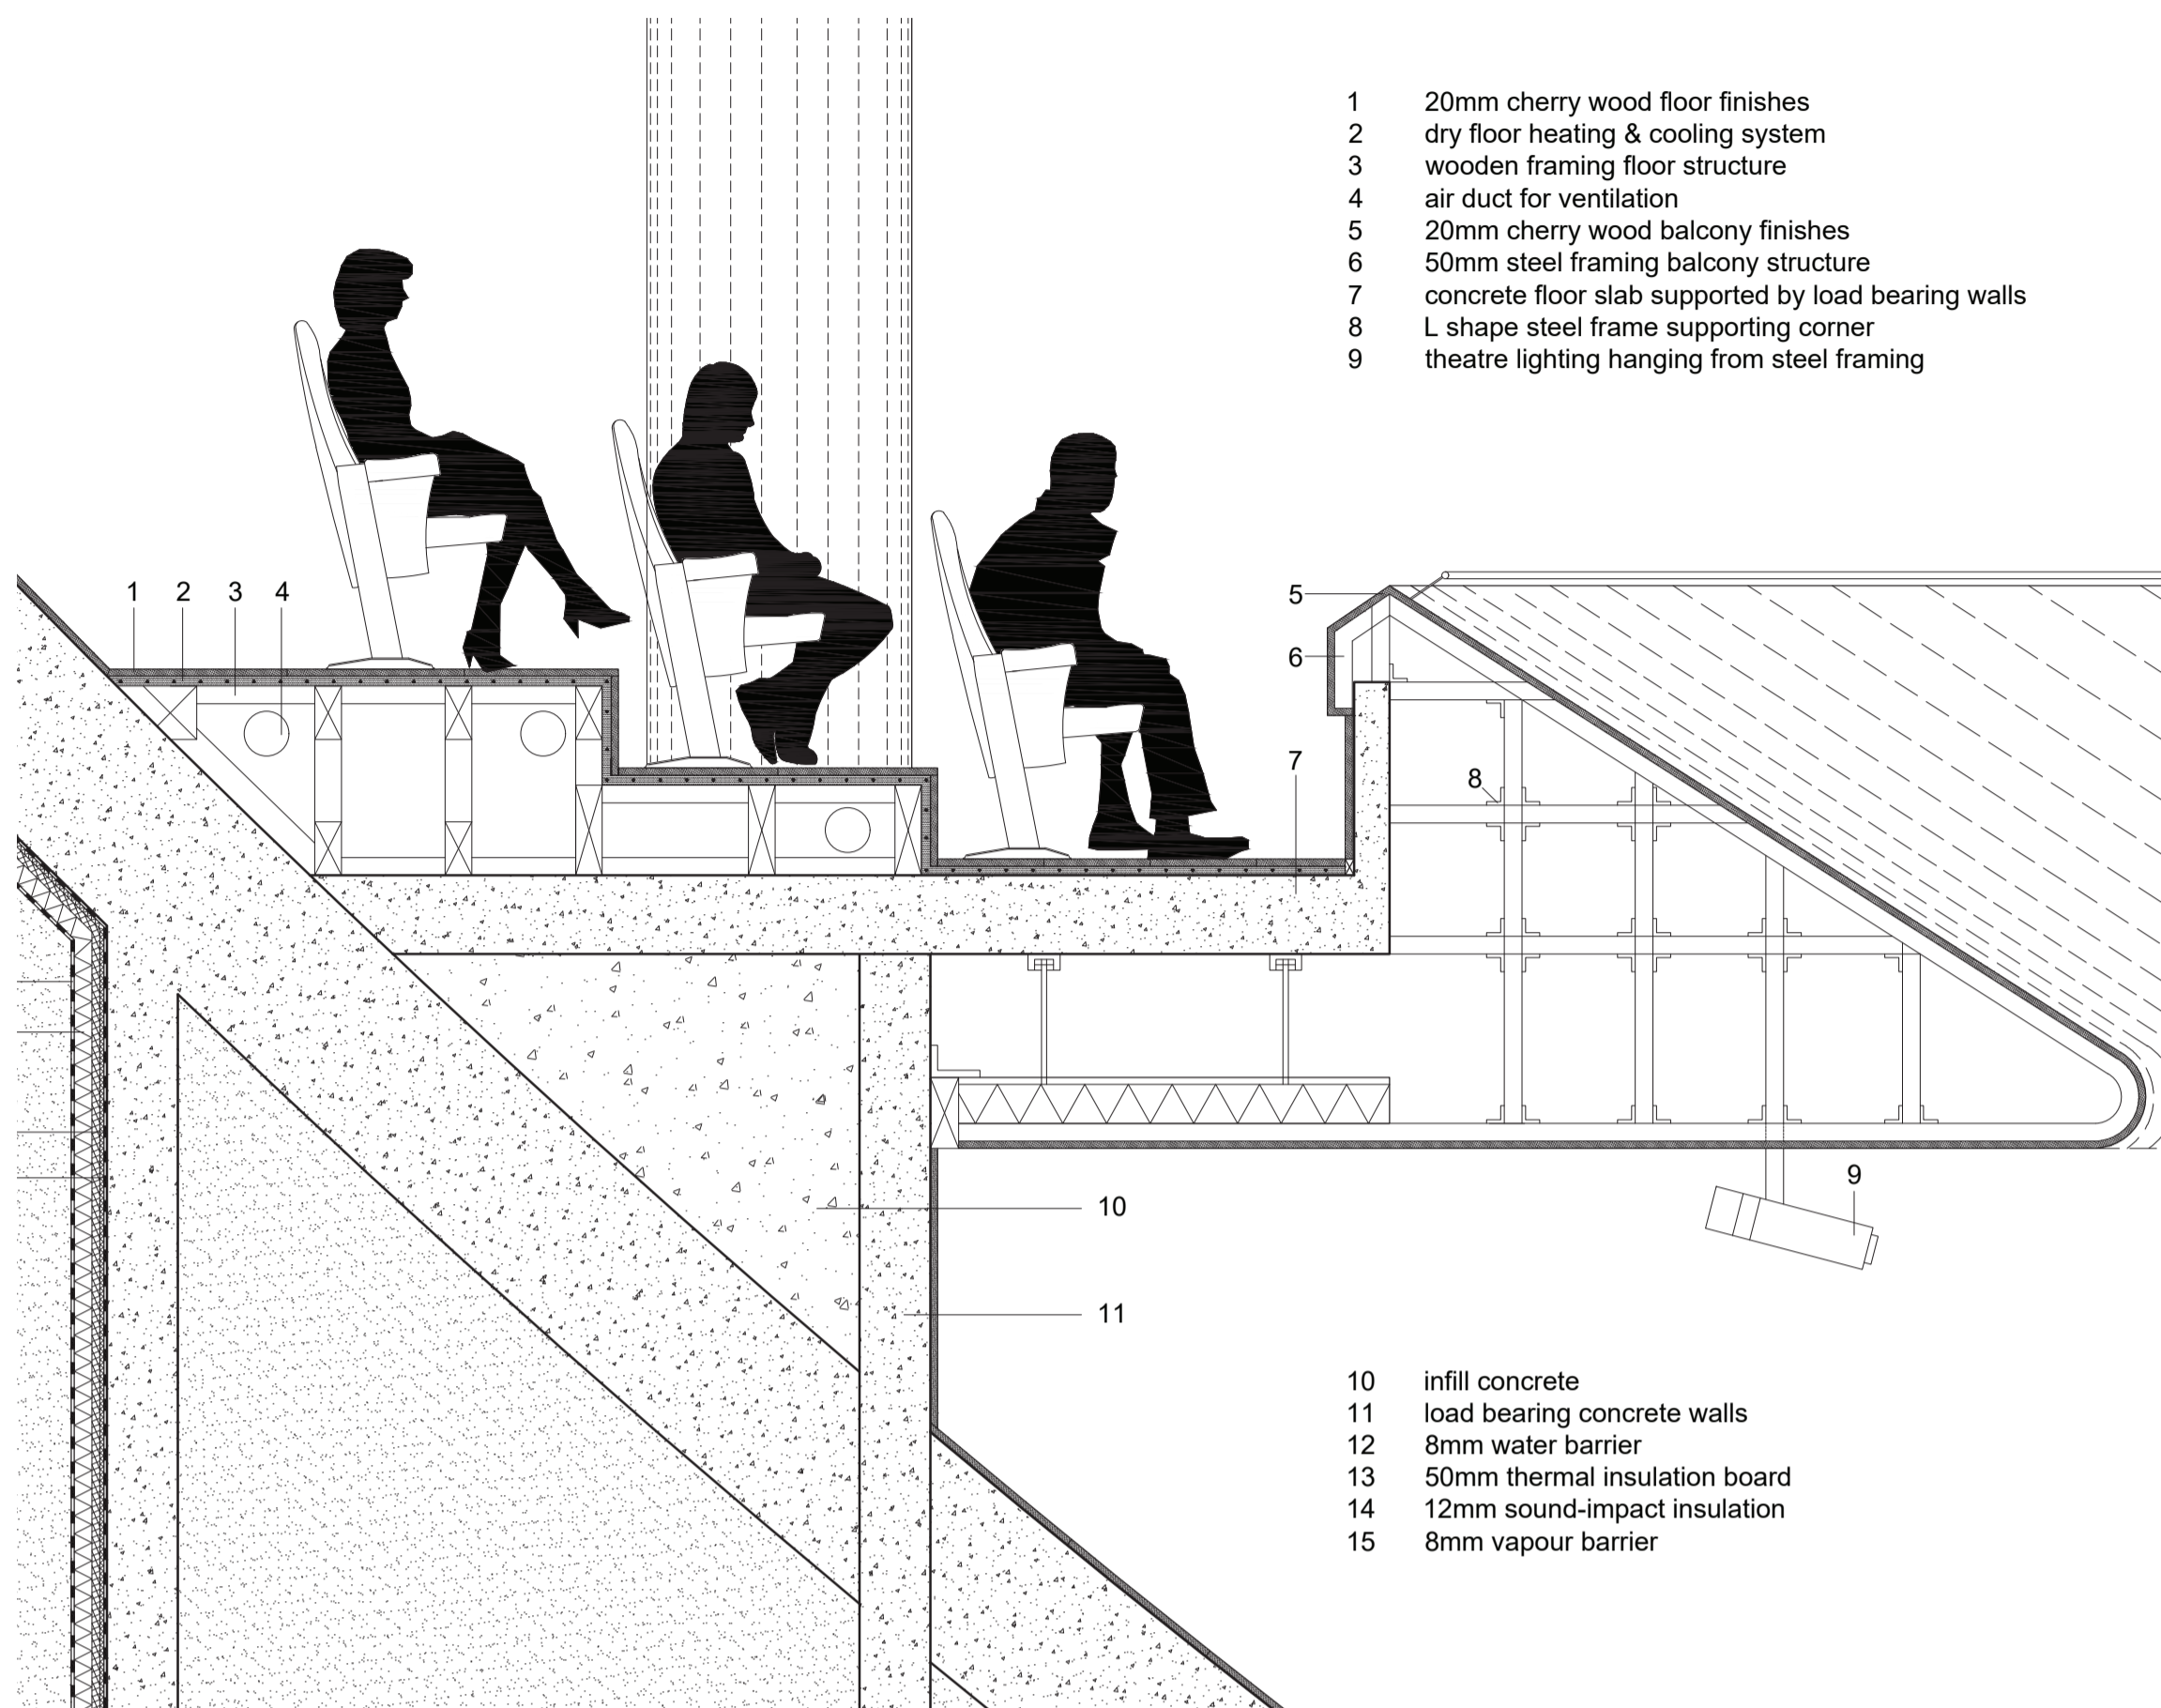 1 20mm cherry wood floor finishes
2 dry floor heating & cooling system
3 wooden framing floor structure
4 air duct for ventilation
5 20mm cherry wood balcony finishes
6 50mm steel framing balcony structure
7 concrete floor slab supported by load bearing walls
8 L shape steel frame supporting corner
9 theatre lighting hanging from steel framing
1 2 3 4
5
6
7
8
9
10
11
10 infill concrete
11 load bearing concrete walls
12 8mm water barrier
13 50mm thermal insulation board
14 12mm sound-impact insulation
15 8mm vapour barrier